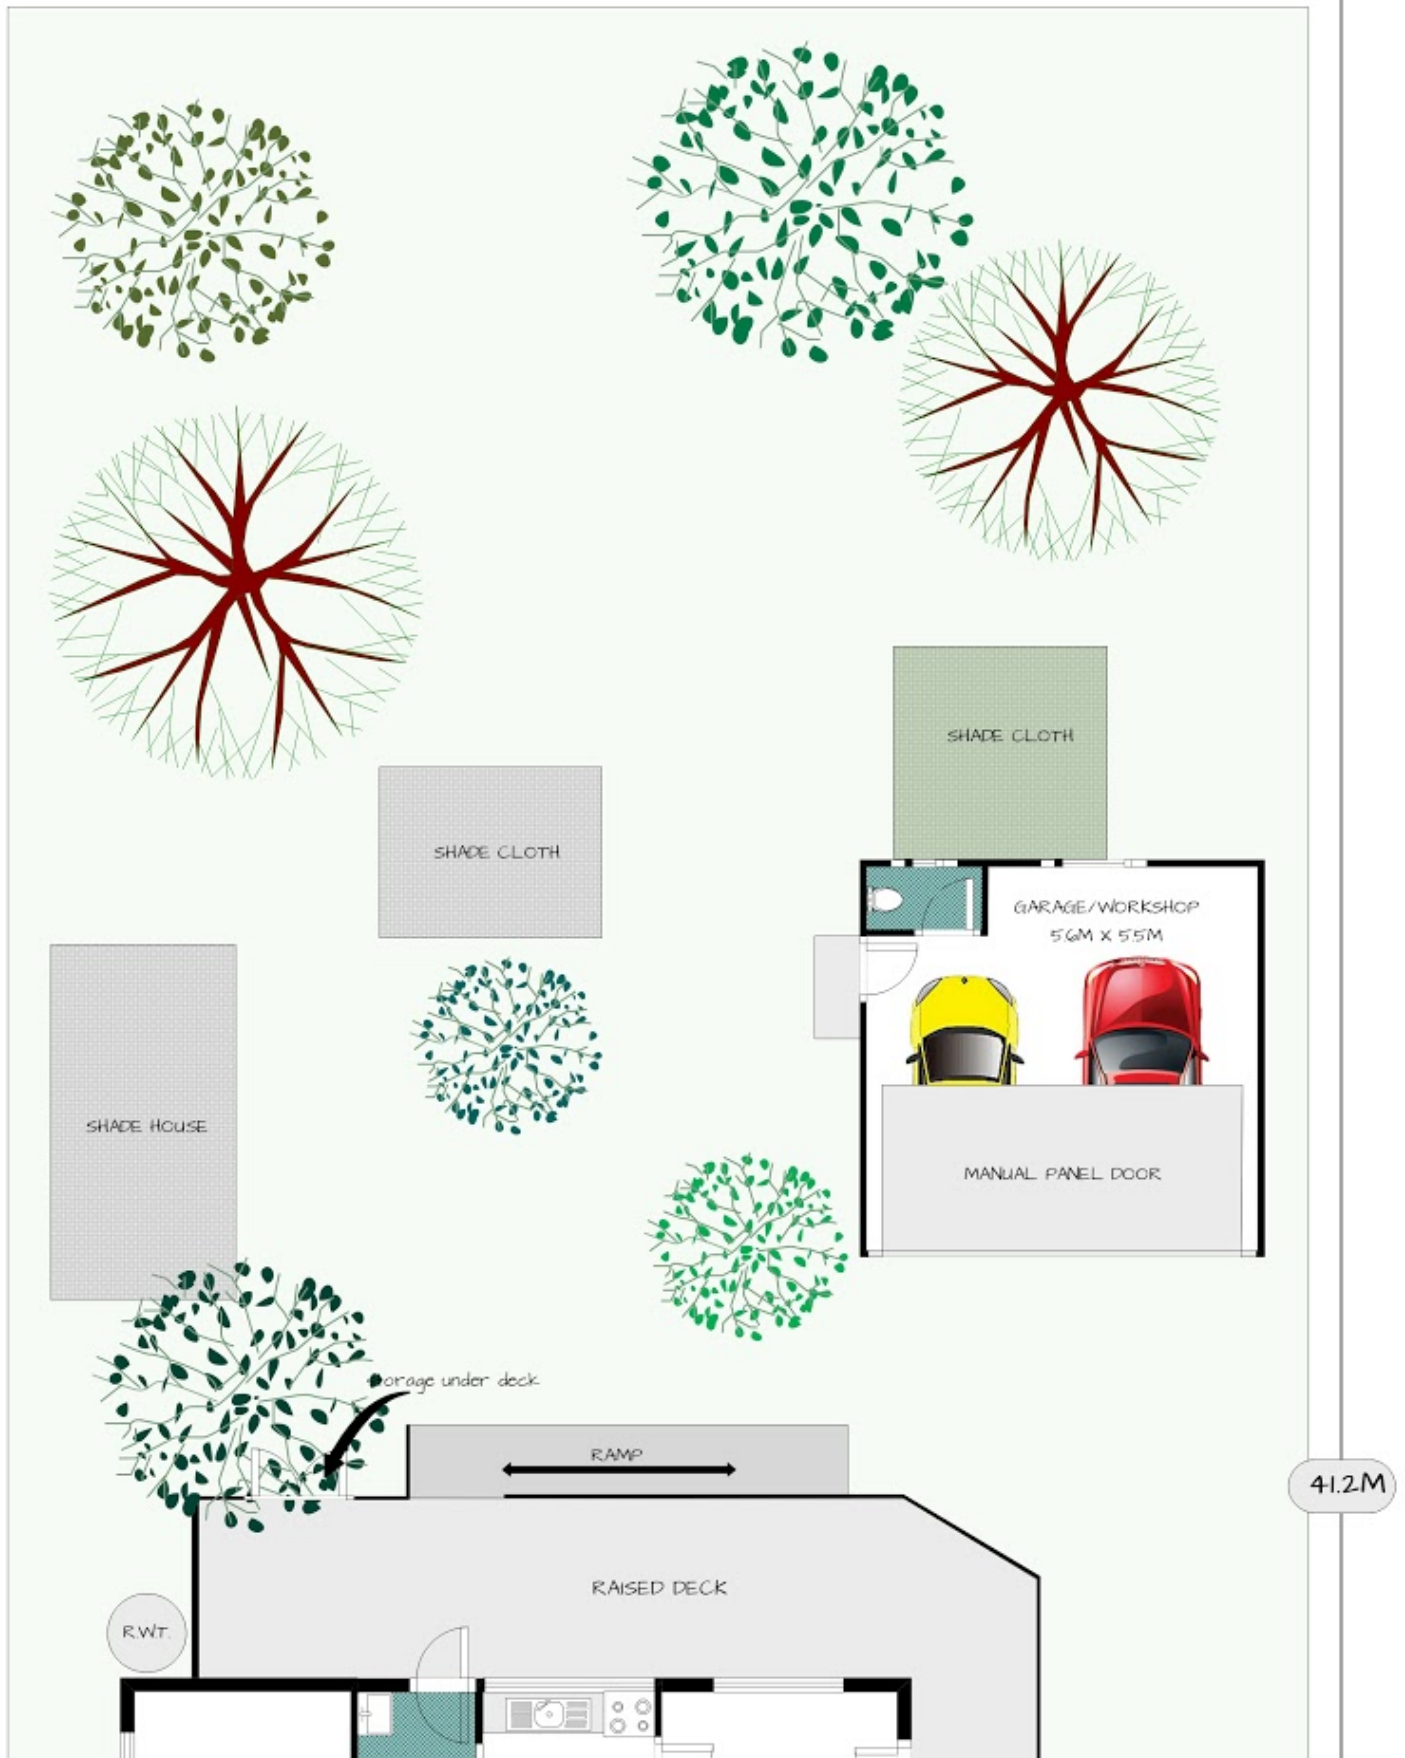 SHADE CLOTH
SHADE CLOTH
GARAGE/WORKSHOP
5.6M X 5.5M
SHADE HOUSE
MANUAL PANEL DOOR
storage under deck
RAMP
41.2M
RAISED DECK
R.W.T.